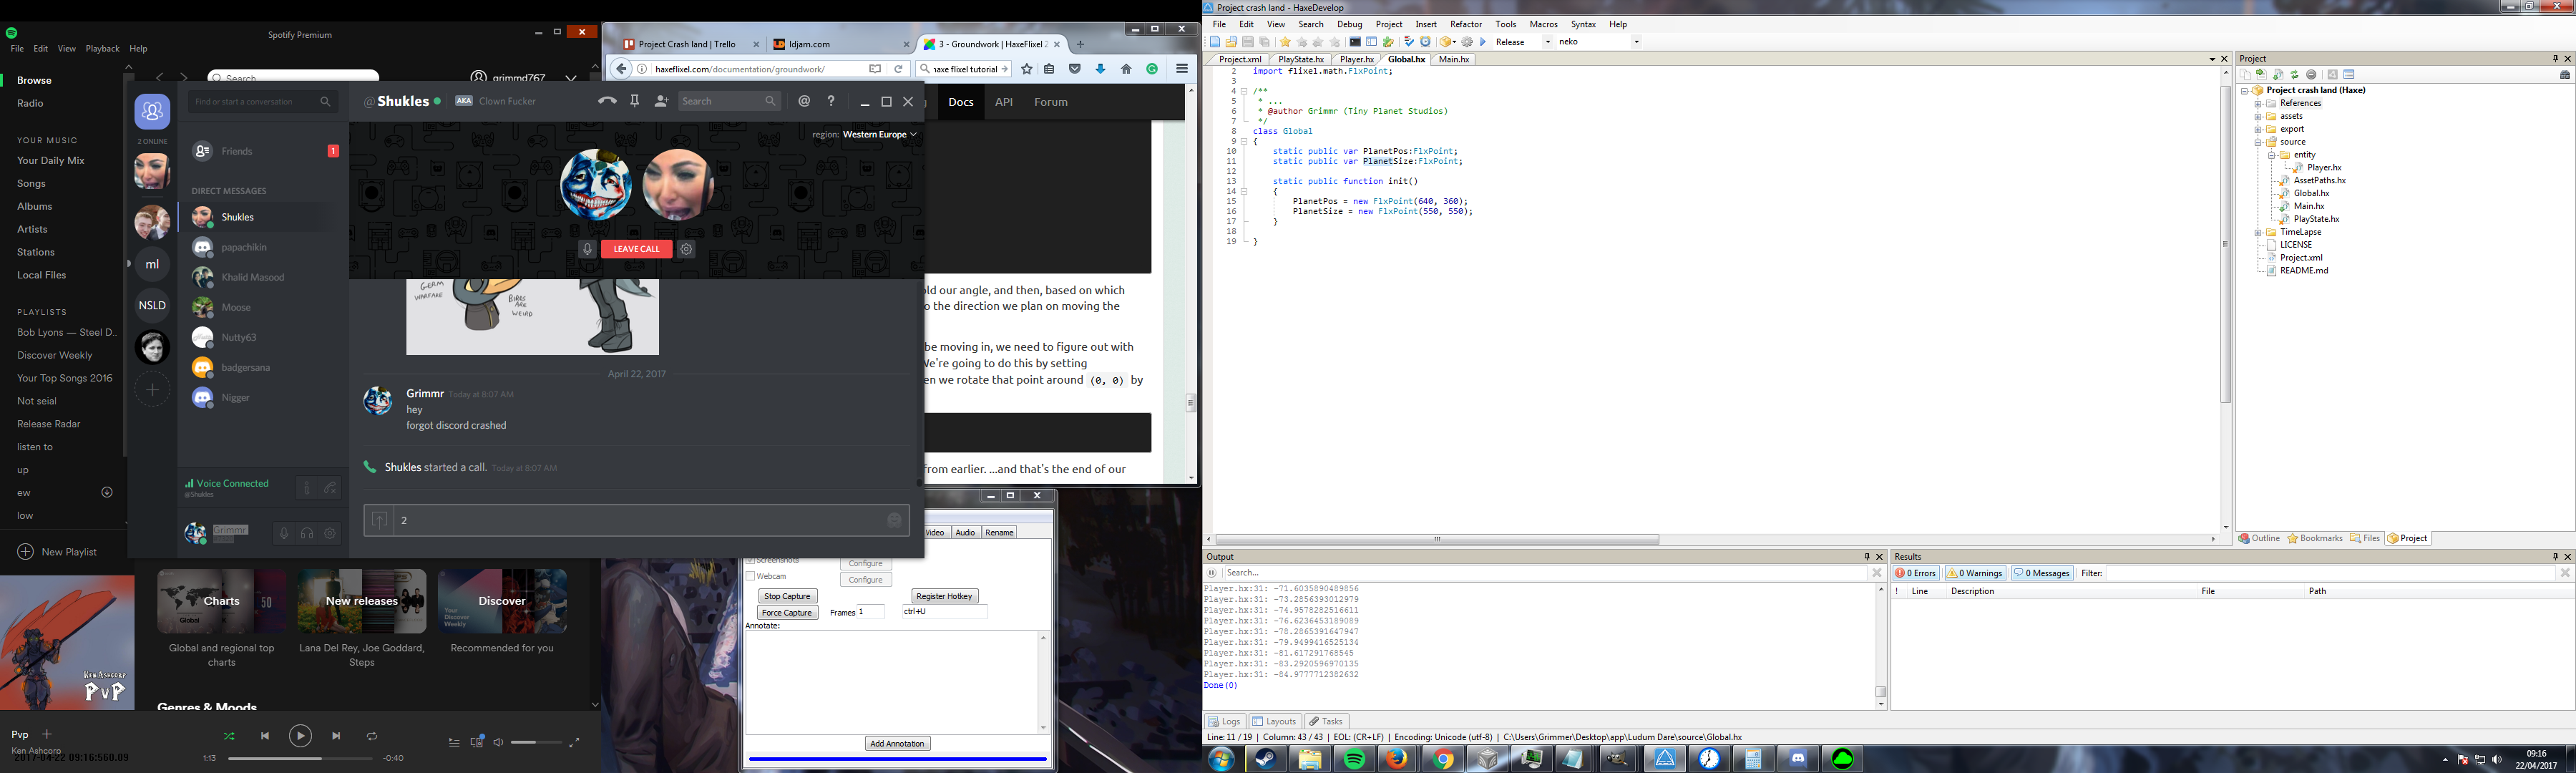 Spotify Premium
File Edit View Playback Help
Search
grimmd767
Browse
Radio
YOUR MUSIC
Your Daily Mix
Songs
Albums
Artists
Stations
Local Files
PLAYLISTS
Bob Lyons — Steel D..
Discover Weekly
Your Top Songs 2016
Not seial
Release Radar
listen to
up
ew
low
New Playlist
KEN ASHCORP
PVP
Charts
Global
50
New releases
Discover
Global and regional top charts
Lana Del Rey, Joe Goddard, Steps
Recommended for you
Genres & Moods
Pvp
Ken Ashcorp
2017-04-22 09:16:560.09
1:13
-0:40
Find or start a conversation
2 ONLINE
ml
NSLD
Friends
1
DIRECT MESSAGES
Shukles
papachikin
Khalid Masood
Moose
Nutty63
badgersana
Nigger
Voice Connected
@Shukles
Grimmr
@Shukles
AKA Clown Fucker
Search
region: Western Europe
LEAVE CALL
GERM WARFARE
BIRDS ARE WEIRD
April 22, 2017
Grimmr Today at 8:07 AM
hey
forgot discord crashed
Shukles started a call. Today at 8:07 AM
2
Project Crash land | Trello
ldjam.com
3 - Groundwork | HaxeFlixel 2
haxeflixel.com/documentation/groundwork/
haxe flixel tutorial
Docs API Forum
old our angle, and then, based on which
o the direction we plan on moving the
be moving in, we need to figure out with
We're going to do this by setting
en we rotate that point around (0, 0) by
from earlier. ...and that's the end of our
Video Audio Rename
Screenshots Configure
Webcam Configure
Stop Capture Register Hotkey
Force Capture Frames 1 ctrl+U
Annotate:
Add Annotation
Project crash land - HaxeDevelop
File Edit View Search Debug Project Insert Refactor Tools Macros Syntax Help
Release neko
Project.xml PlayState.hx Player.hx Global.hx Main.hx
2 import flixel.math.FlxPoint;
3
4 /**
5 * ...
6 * @author Grimmr (Tiny Planet Studios)
7 */
8 class Global
9 {
10 static public var PlanetPos:FlxPoint;
11 static public var PlanetSize:FlxPoint;
12
13 static public function init()
14 {
15 PlanetPos = new FlxPoint(640, 360);
16 PlanetSize = new FlxPoint(550, 550);
17 }
18
19 }
Project
Project crash land (Haxe)
References
assets
export
source
entity
Player.hx
AssetPaths.hx
Global.hx
Main.hx
PlayState.hx
TimeLapse
LICENSE
Project.xml
README.md
Outline Bookmarks Files Project
Output
Search...
Player.hx:31: -71.6035890489856
Player.hx:31: -73.2856393012979
Player.hx:31: -74.9578282516611
Player.hx:31: -76.6236453189089
Player.hx:31: -78.2865391647947
Player.hx:31: -79.9499416525134
Player.hx:31: -81.617291768545
Player.hx:31: -83.2920596970135
Player.hx:31: -84.9777712382632
Done(0)
Logs Layouts Tasks
Results
0 Errors 0 Warnings 0 Messages Filter:
! Line Description File Path
Line: 11 / 19 | Column: 43 / 43 | EOL: (CR+LF) | Encoding: Unicode (utf-8) | C:\Users\Grimmer\Desktop\app\Ludum Dare\source\Global.hx
09:16
22/04/2017